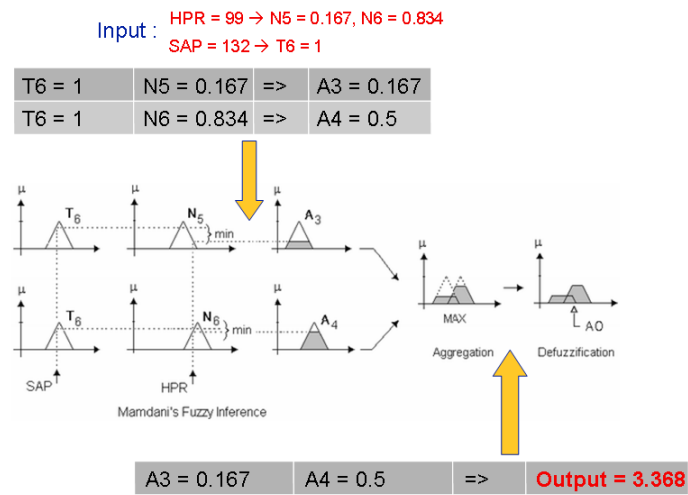 Input :
HPR = 99 → N5 = 0.167, N6 = 0.834
SAP = 132 → T6 = 1
T6 = 1 N5 = 0.167 => A3 = 0.167
T6 = 1 N6 = 0.834 => A4 = 0.5
μ μ μ
T6 N5 A3
min
μ μ
MAX AO
Aggregation Defuzzification
μ μ μ
T6 N6 A4
min
SAP HPR
Mamdani's Fuzzy Inference
A3 = 0.167 A4 = 0.5 => Output = 3.368